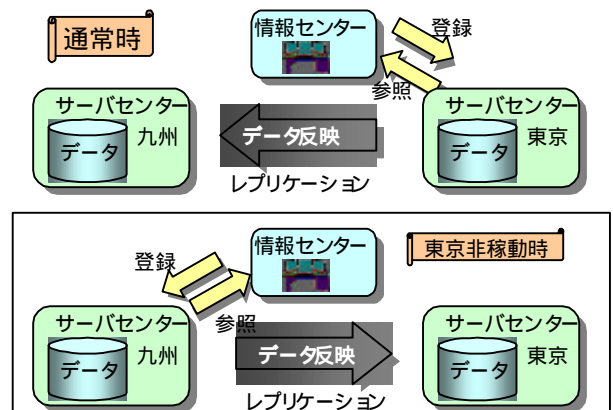 通常時
情報センター
登録
参照
サーバセンター
九州
データ
データ反映
レプリケーション
サーバセンター
東京
データ
東京非稼動時
情報センター
登録
参照
サーバセンター
九州
データ
データ反映
レプリケーション
サーバセンター
東京
データ